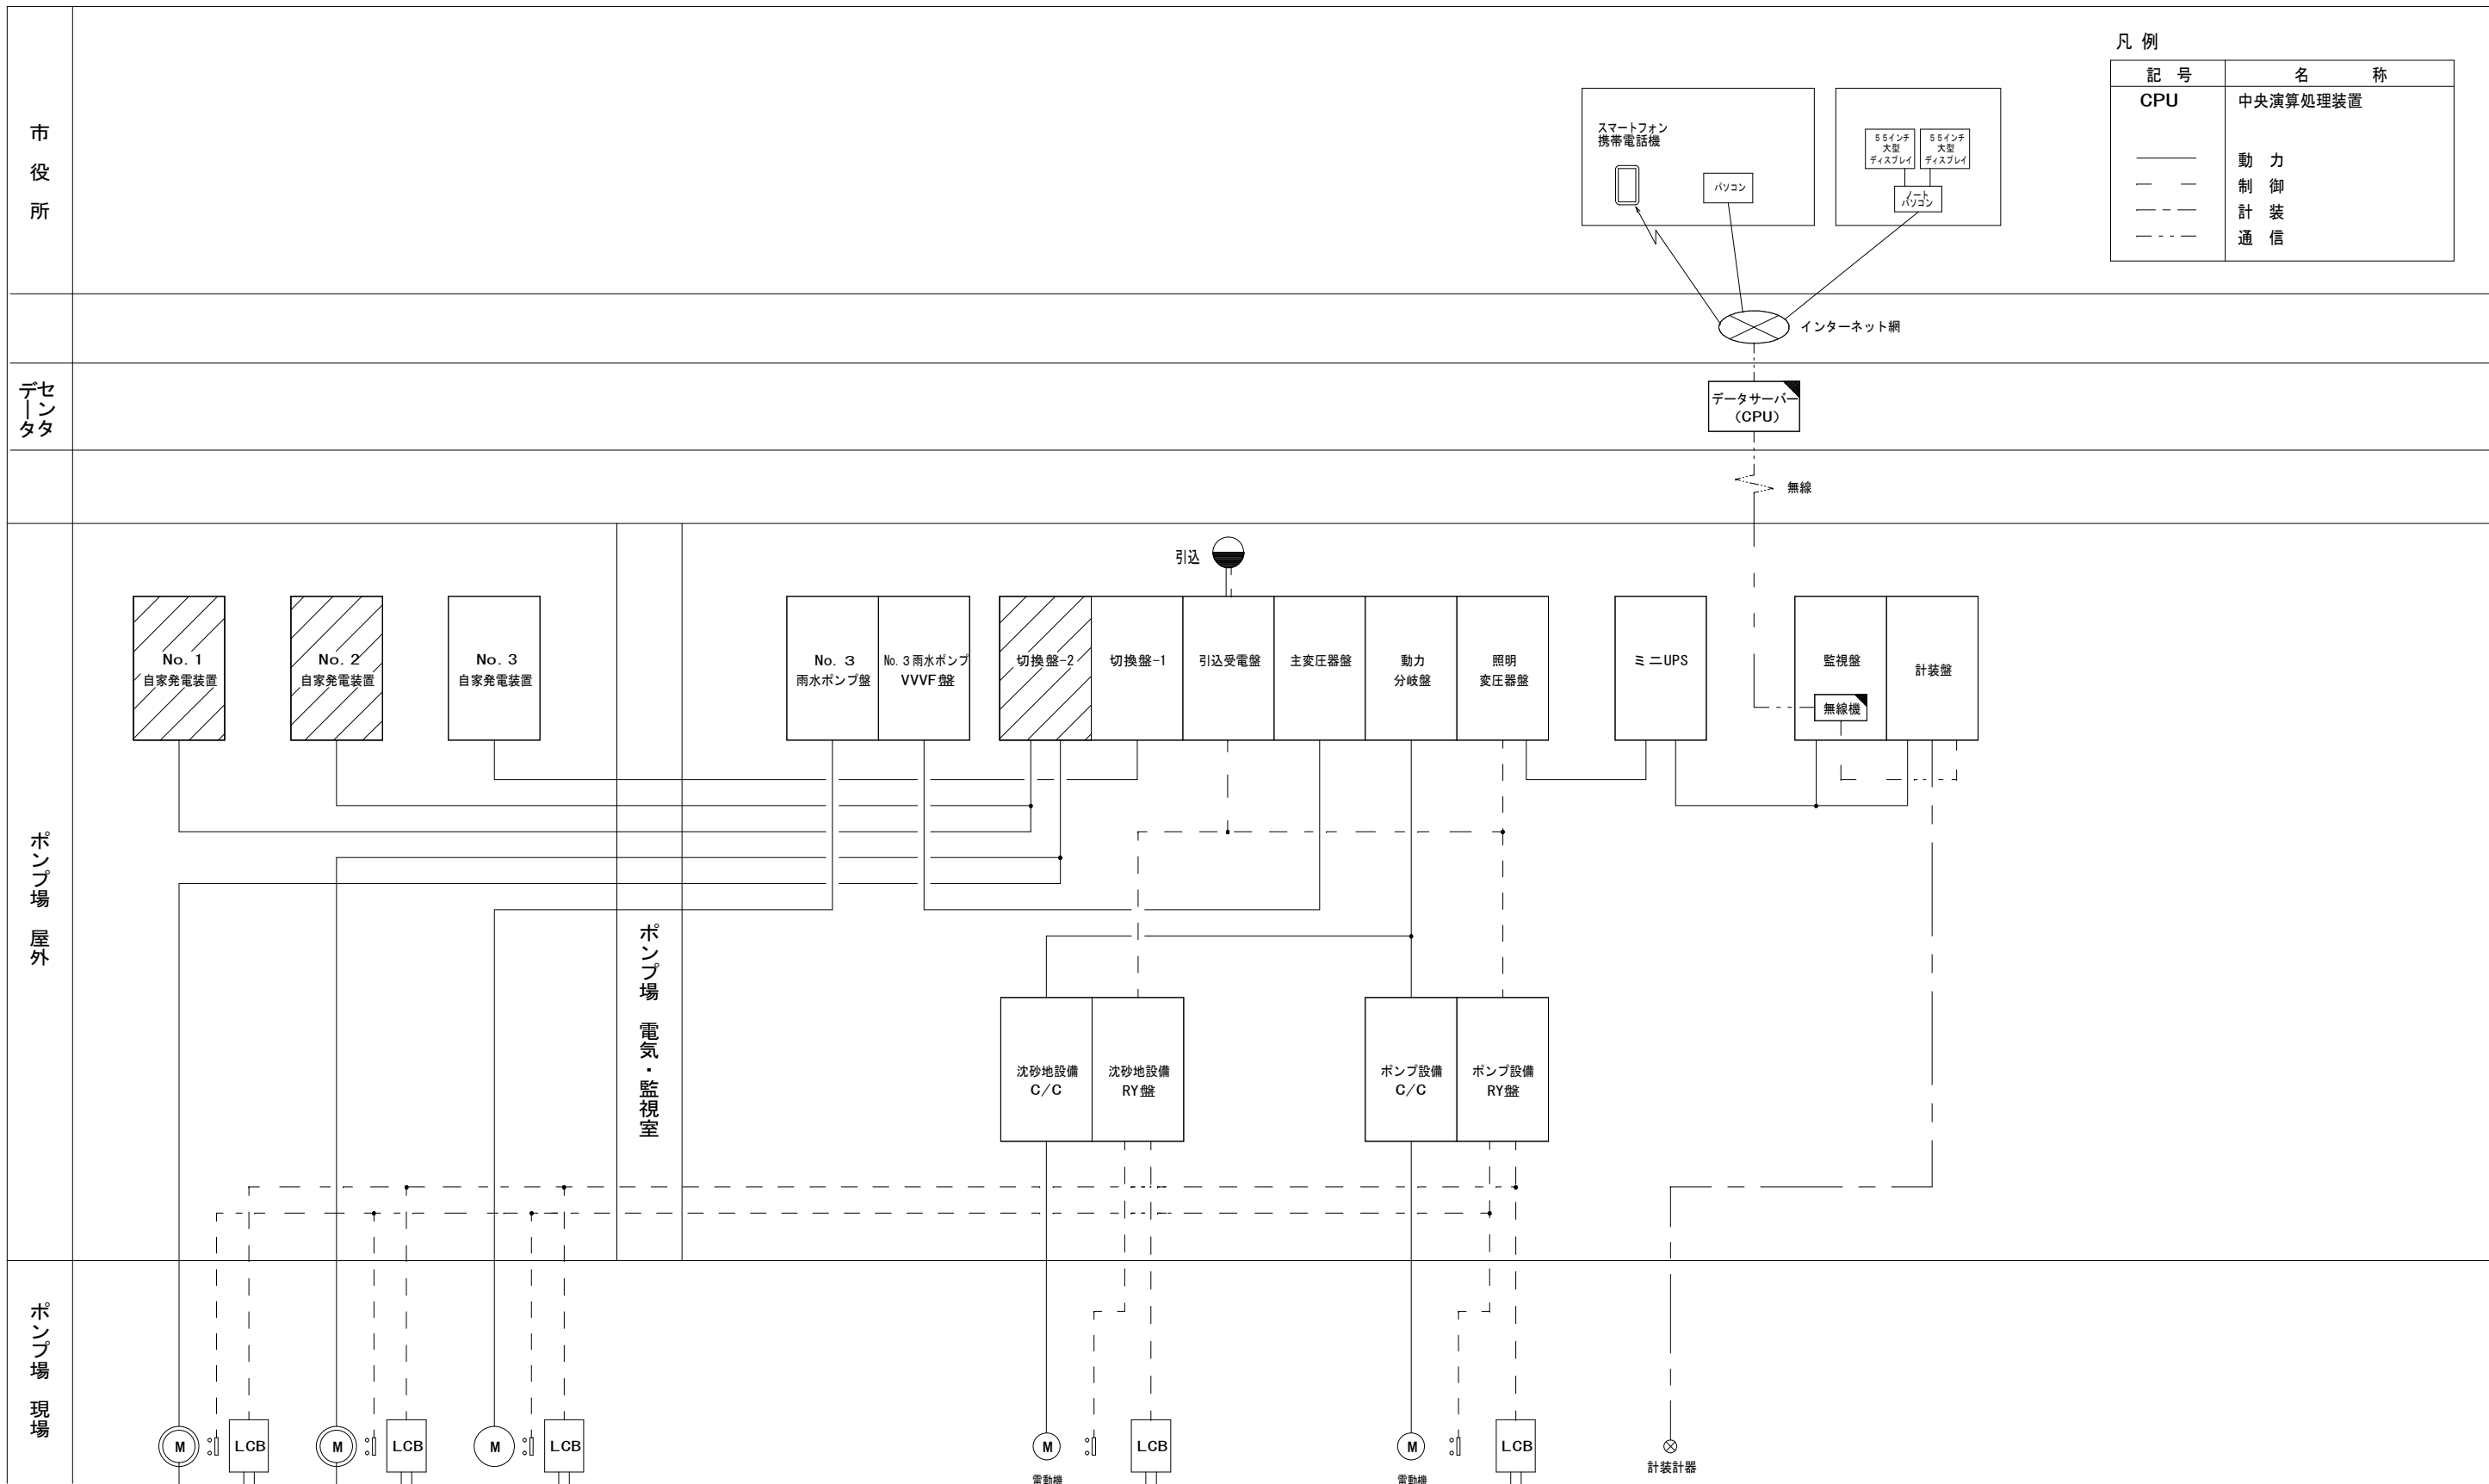 凡 例
記 号 名 称
CPU 中央演算処理装置
動 力
制 御
計 装
通 信
市役所
スマートフォン
携帯電話機
パソコン
55インチ
大型
ディスプレイ
55インチ
大型
ディスプレイ
ノート
パソコン
インターネット網
データ
センタ
データサーバー
(CPU)
無線
ポンプ場 屋外
ポンプ場 電気・監視室
引込
No. 1
自家発電装置
No. 2
自家発電装置
No. 3
自家発電装置
No. 3
雨水ポンプ盤
No. 3 雨水ポンプ
VVVF盤
切換盤-2
切換盤-1
引込受電盤
主変圧器盤
動力
分岐盤
照明
変圧器盤
ミニUPS
監視盤
無線機
計装盤
沈砂地設備
C/C
沈砂地設備
RY盤
ポンプ設備
C/C
ポンプ設備
RY盤
ポンプ場 現場
M
LCB
M
LCB
M
LCB
M
電動機
LCB
M
電動機
LCB
計装計器